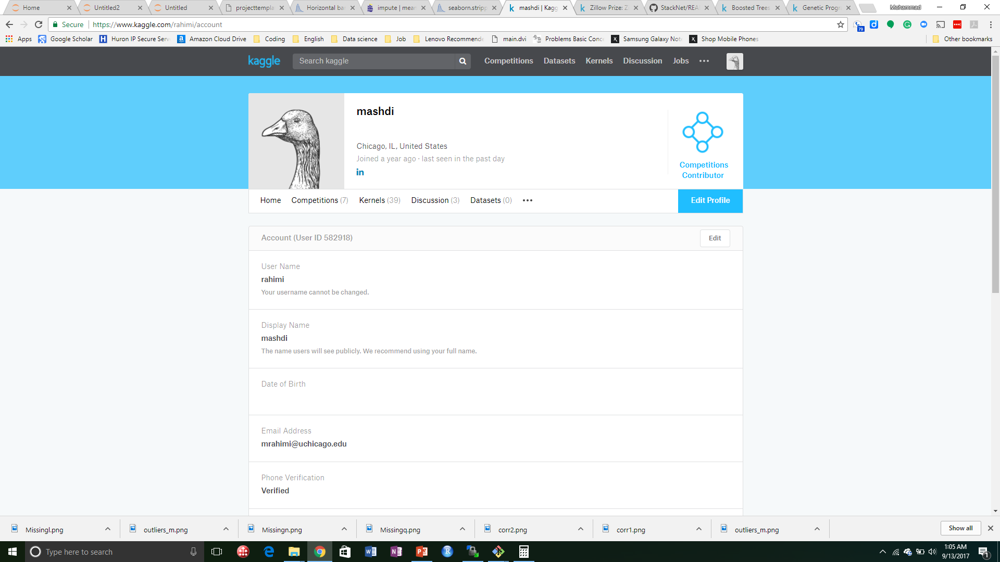 Home
Untitled2
Untitled
projecttempla
Horizontal ba
impute | mear
seaborn.stripp
mashdi | Kagg
Zillow Prize: Z
StackNet/REA
Boosted Trees
Genetic Progr
Mohammad
Secure
https://www.kaggle.com/rahimi/account
79
Apps
Google Scholar
Huron IP Secure Serv
Amazon Cloud Drive
Coding
English
Data science
Job
Lenovo Recommende
main.dvi
Problems Basic Conc
Samsung Galaxy Not
Shop Mobile Phones
Other bookmarks
kaggle
Search kaggle
Competitions
Datasets
Kernels
Discussion
Jobs
mashdi
Chicago, IL, United States
Joined a year ago · last seen in the past day
in
Competitions
Contributor
Home
Competitions (7)
Kernels (39)
Discussion (3)
Datasets (0)
Edit Profile
Account (User ID 582918)
Edit
User Name
rahimi
Your username cannot be changed.
Display Name
mashdi
The name users will see publicly. We recommend using your full name.
Date of Birth
Email Address
mrahimi@uchicago.edu
Phone Verification
Verified
Missingl.png
outliers_m.png
Missingn.png
Missingq.png
corr2.png
corr1.png
outliers_m.png
Show all
Type here to search
1:05 AM
9/13/2017
1